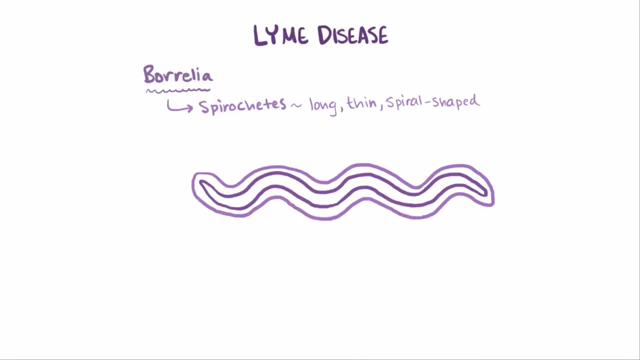 LYME DISEASE
Borrelia
↳ Spirochetes ~ long, thin, spiral-shaped